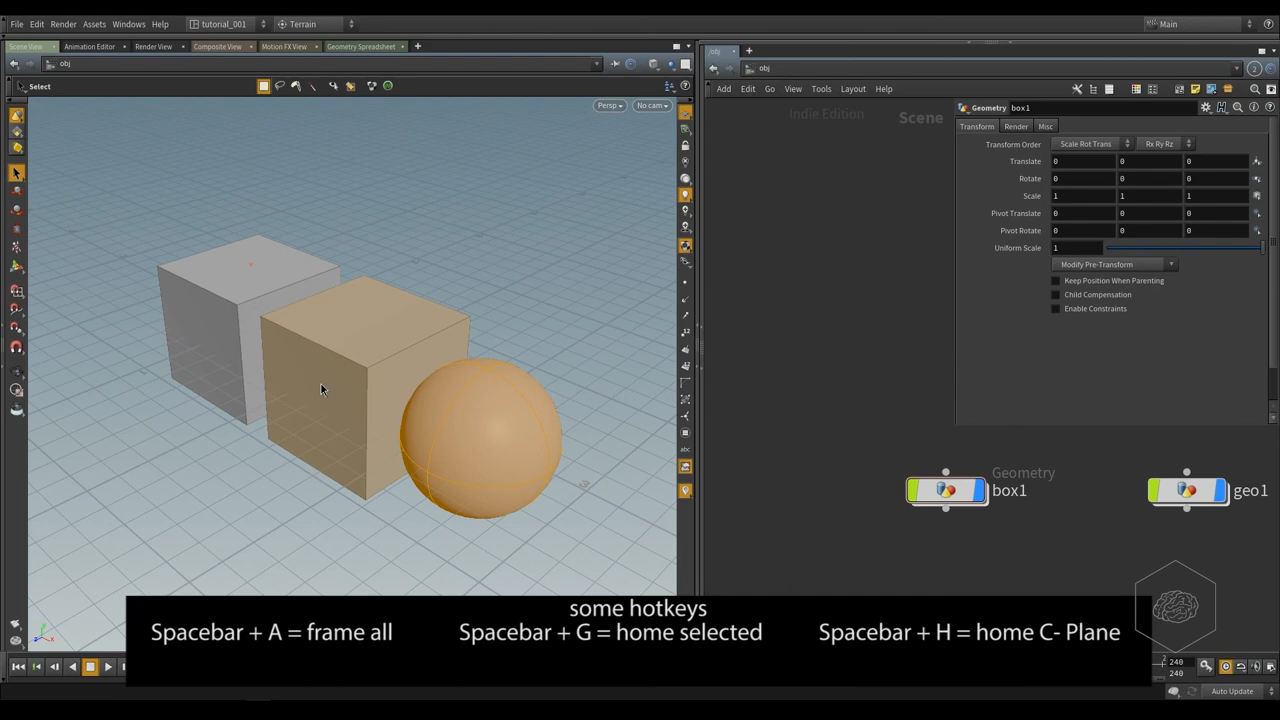 File Edit Render Assets Windows Help tutorial_001 Terrain Main
Scene View Animation Editor Render View Composite View Motion FX View Geometry Spreadsheet
obj
Select
Persp No cam
/obj
obj
Add Edit Go View Tools Layout Help
Indie Edition Scene
Geometry box1
Transform Render Misc
Transform Order Scale Rot Trans Rx Ry Rz
Translate 0 0 0
Rotate 0 0 0
Scale 1 1 1
Pivot Translate 0 0 0
Pivot Rotate 0 0 0
Uniform Scale 1
Modify Pre-Transform
Keep Position When Parenting
Child Compensation
Enable Constraints
Geometry
box1
geo1
some hotkeys
Spacebar + A = frame all Spacebar + G = home selected Spacebar + H = home C- Plane
240
240
Auto Update